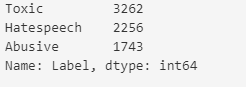 Toxic 3262
Hatespeech 2256
Abusive 1743
Name: Label, dtype: int64